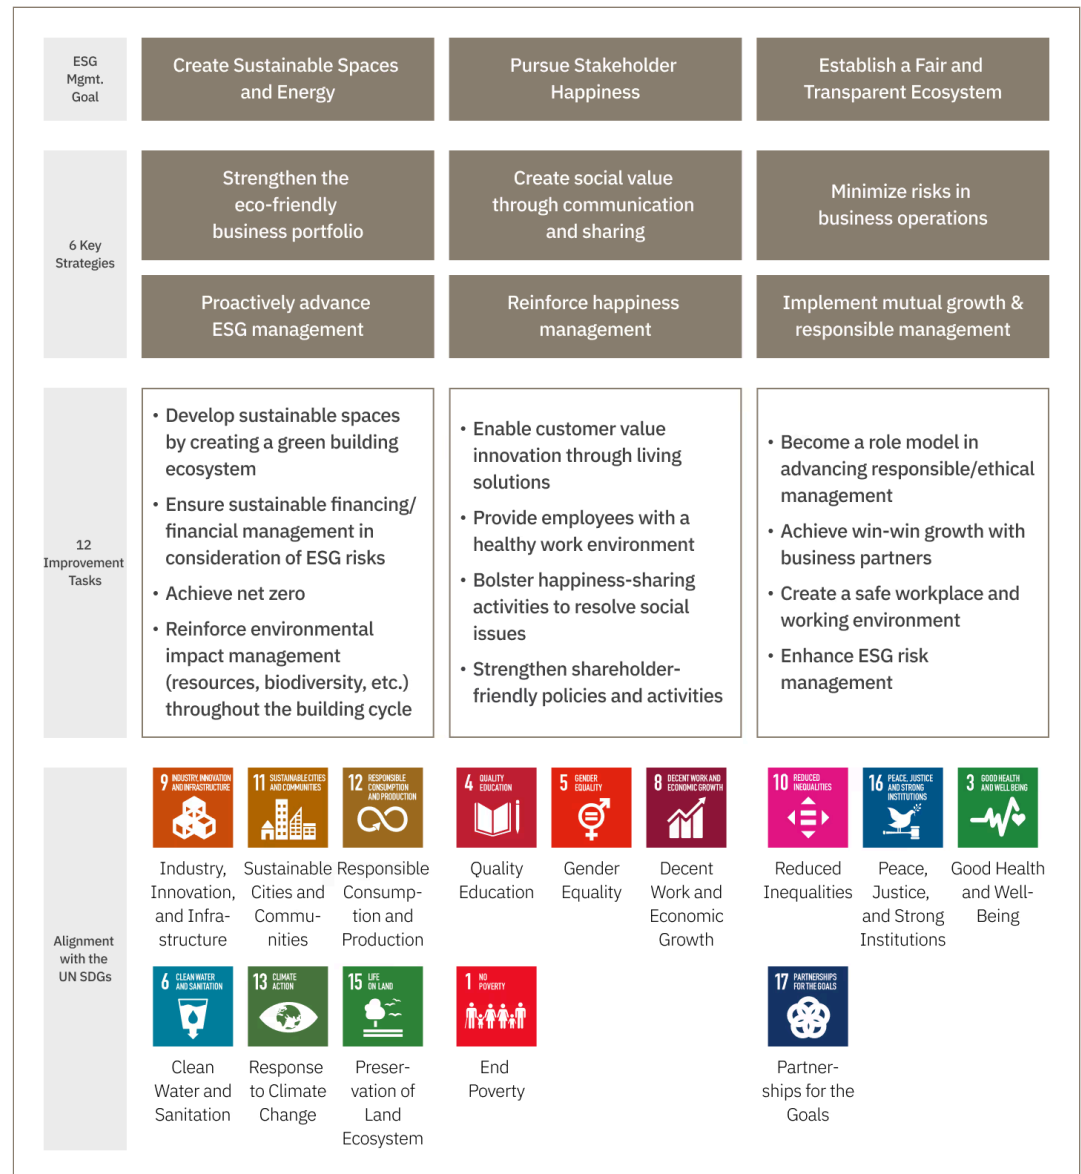 ESG
Mgmt.
Goal
Create Sustainable Spaces
and Energy
Pursue Stakeholder
Happiness
Establish a Fair and
Transparent Ecosystem
6 Key
Strategies
Strengthen the
eco-friendly
business portfolio
Create social value
through communication
and sharing
Minimize risks in
business operations
Proactively advance
ESG management
Reinforce happiness
management
Implement mutual growth &
responsible management
12
Improvement
Tasks
• Develop sustainable spaces
by creating a green building
ecosystem
• Ensure sustainable financing/
financial management in
consideration of ESG risks
• Achieve net zero
• Reinforce environmental
impact management
(resources, biodiversity, etc.)
throughout the building cycle
• Enable customer value
innovation through living
solutions
• Provide employees with a
healthy work environment
• Bolster happiness-sharing
activities to resolve social
issues
• Strengthen shareholder-
friendly policies and activities
• Become a role model in
advancing responsible/ethical
management
• Achieve win-win growth with
business partners
• Create a safe workplace and
working environment
• Enhance ESG risk
management
Alignment
with the
UN SDGs
9 INDUSTRY, INNOVATION
AND INFRASTRUCTURE
Industry,
Innovation,
and Infra-
structure
11 SUSTAINABLE CITIES
AND COMMUNITIES
Sustainable
Cities and
Commu-
nities
12 RESPONSIBLE
CONSUMPTION
AND PRODUCTION
Responsible
Consump-
tion and
Production
4 QUALITY
EDUCATION
Quality
Education
5 GENDER
EQUALITY
Gender
Equality
8 DECENT WORK AND
ECONOMIC GROWTH
Decent
Work and
Economic
Growth
10 REDUCED
INEQUALITIES
Reduced
Inequalities
16 PEACE, JUSTICE
AND STRONG
INSTITUTIONS
Peace,
Justice,
and Strong
Institutions
3 GOOD HEALTH
AND WELL BEING
Good Health
and Well-
Being
6 CLEAN WATER
AND SANITATION
Clean
Water and
Sanitation
13 CLIMATE
ACTION
Response
to Climate
Change
15 LIFE
ON LAND
Preser-
vation of
Land
Ecosystem
1 NO
POVERTY
End
Poverty
17 PARTNERSHIPS
FOR THE GOALS
Partner-
ships for the
Goals